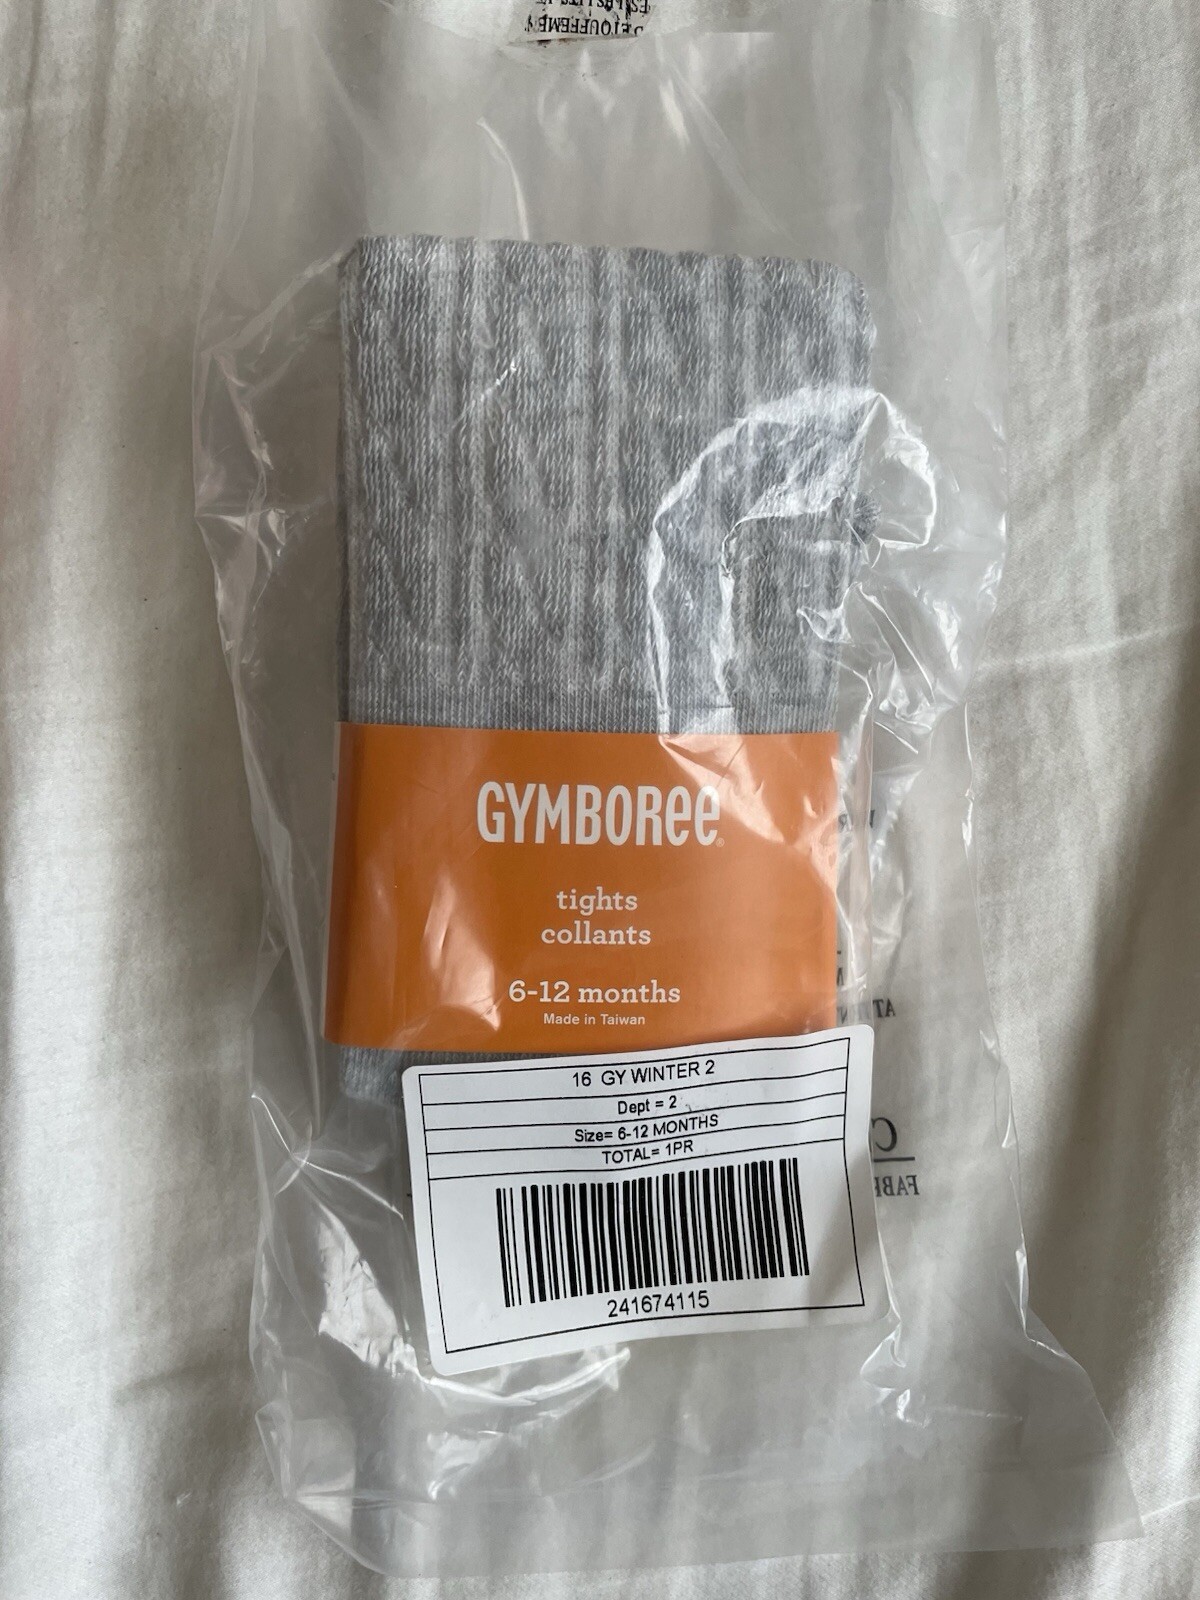 GYMBOREE
tights
collants
6-12 months
Made in Taiwan
16 GY WINTER 2
Dept = 2
Size= 6-12 MONTHS
TOTAL= 1PR
241674115